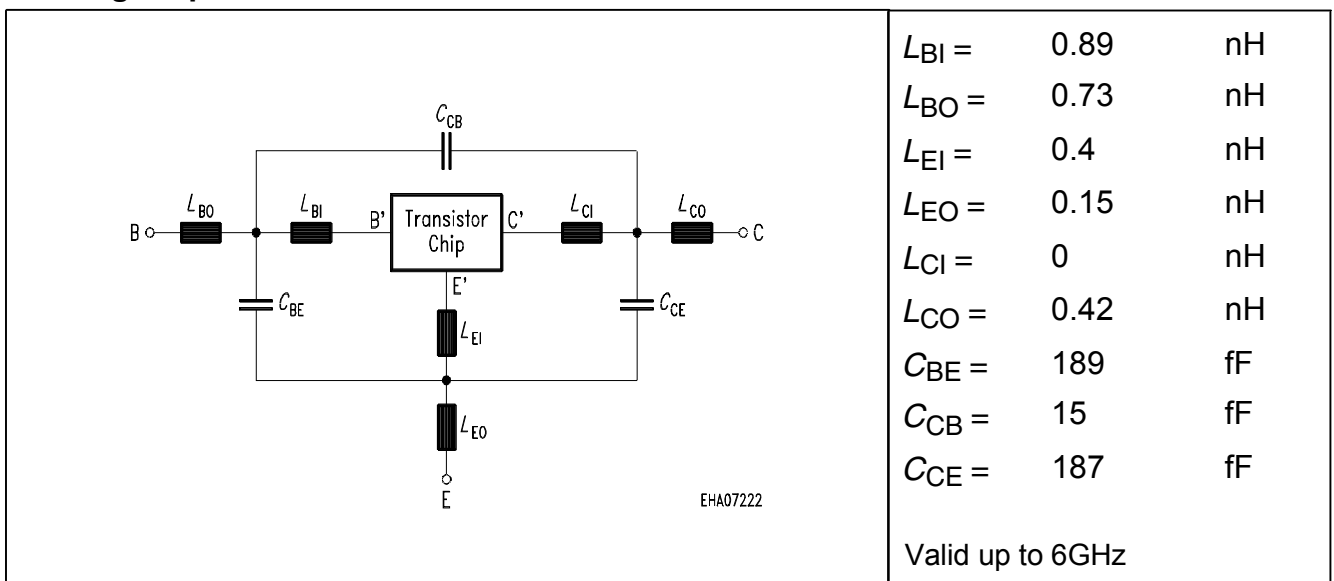 C_CB
L_BO
L_BI
B'
Transistor
Chip
C'
L_CI
L_CO
B
C
E'
C_BE
L_EI
C_CE
L_EO
E
EHA07222
L_BI = 0.89 nH
L_BO = 0.73 nH
L_EI = 0.4 nH
L_EO = 0.15 nH
L_CI = 0 nH
L_CO = 0.42 nH
C_BE = 189 fF
C_CB = 15 fF
C_CE = 187 fF
Valid up to 6GHz